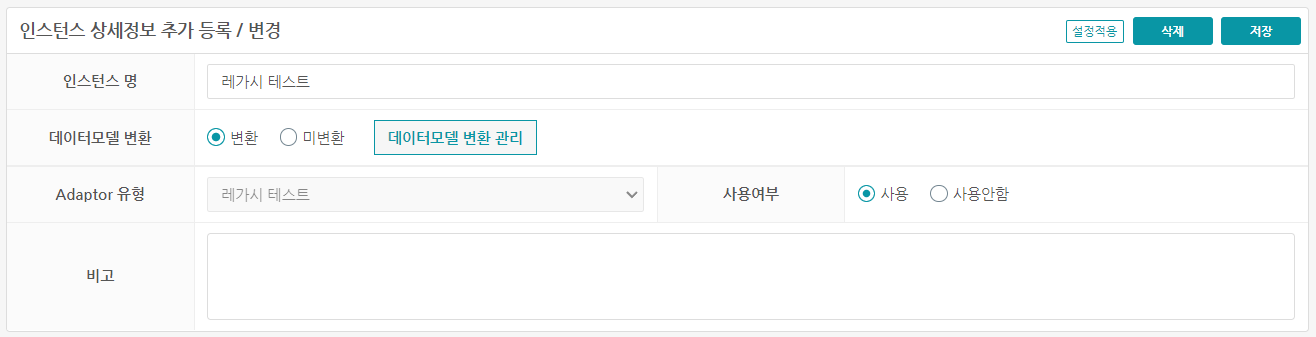 인스턴스 상세정보 추가 등록 / 변경
설정적용
삭제
저장
인스턴스 명
레가시 테스트
데이터모델 변환
변환
미변환
데이터모델 변환 관리
Adaptor 유형
레가시 테스트
사용여부
사용
사용안함
비고